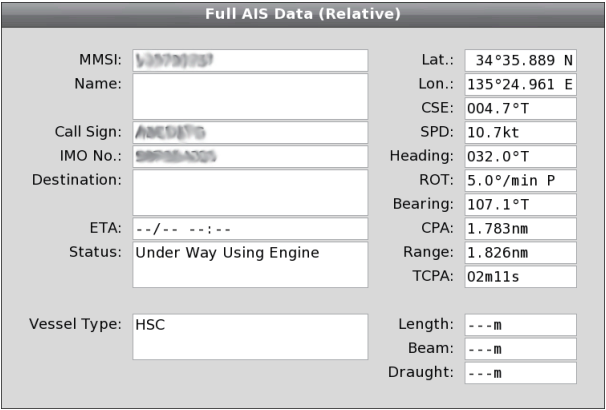 Full AIS Data (Relative)
MMSI:
Name:
Call Sign:
IMO No.:
Destination:
ETA: --/-- --:--
Status: Under Way Using Engine
Vessel Type: HSC
Lat.: 34°35.889 N
Lon.: 135°24.961 E
CSE: 004.7°T
SPD: 10.7kt
Heading: 032.0°T
ROT: 5.0°/min P
Bearing: 107.1°T
CPA: 1.783nm
Range: 1.826nm
TCPA: 02m11s
Length: ---m
Beam: ---m
Draught: ---m